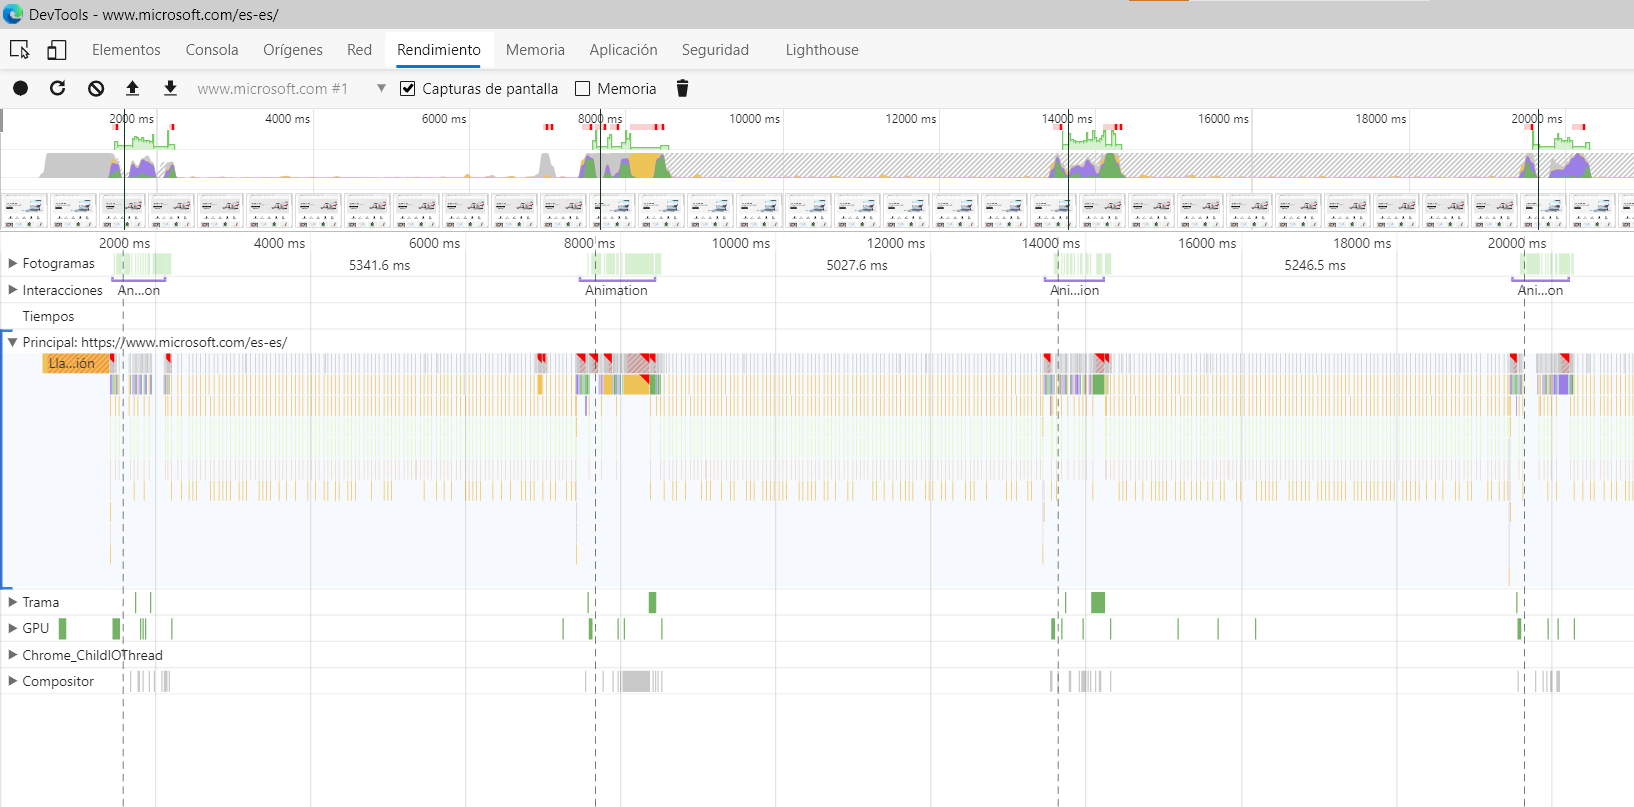 DevTools - www.microsoft.com/es-es/
Elementos Consola Orígenes Red Rendimiento Memoria Aplicación Seguridad Lighthouse
www.microsoft.com #1 Capturas de pantalla Memoria
2000 ms 4000 ms 6000 ms 8000 ms 10000 ms 12000 ms 14000 ms 16000 ms 18000 ms 20000 ms
2000 ms 4000 ms 6000 ms 8000 ms 10000 ms 12000 ms 14000 ms 16000 ms 18000 ms 20000 ms
Fotogramas 5341.6 ms 5027.6 ms 5246.5 ms
Interacciones An...on Animation Ani...ion Ani...on
Tiempos
Principal: https://www.microsoft.com/es-es/
Lla...ión
Trama
GPU
Chrome_ChildIOThread
Compositor